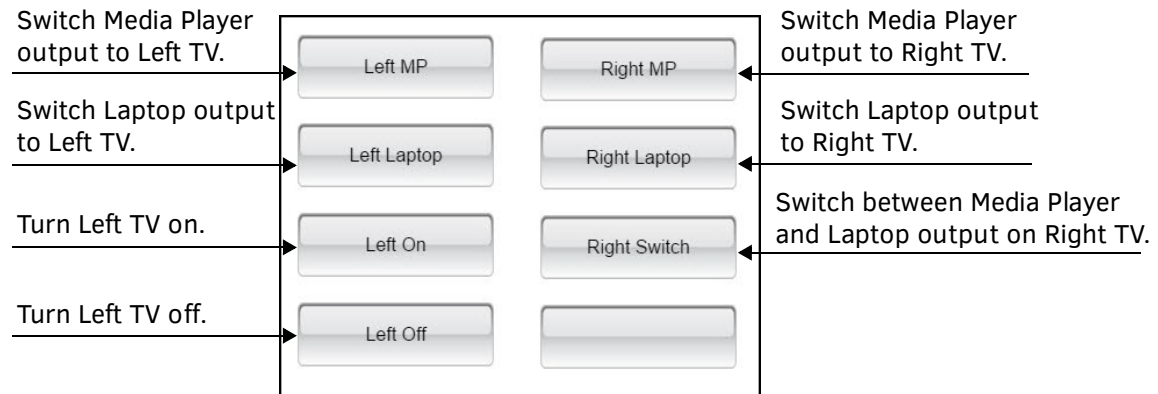 Switch Media Player
output to Left TV.
Switch Laptop output
to Left TV.
Turn Left TV on.
Turn Left TV off.
Left MP
Right MP
Left Laptop
Right Laptop
Left On
Right Switch
Left Off
Switch Media Player
output to Right TV.
Switch Laptop output
to Right TV.
Switch between Media Player
and Laptop output on Right TV.